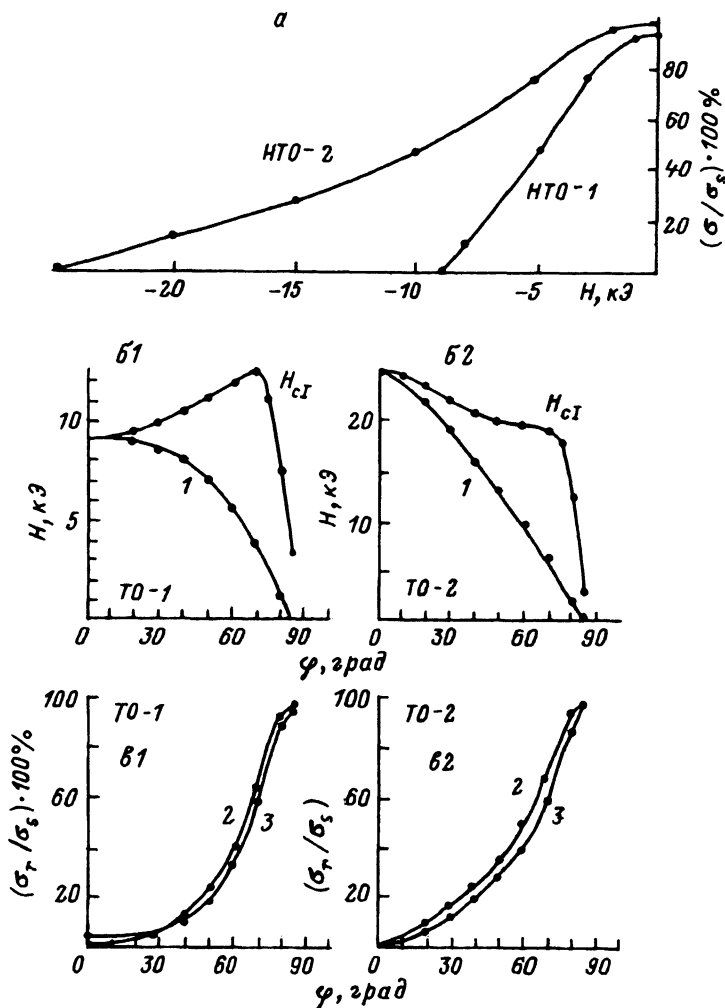 а
80
60
40
20
(σ/σs)·100%
НТО-2
НТО-1
-20 -15 -10 -5 H, кЭ
б1
HcI
10
5
H, кЭ
1
ТО-1
0 30 60 90
б2
HcI
20
10
H, кЭ
1
ТО-2
0 30 60 90
φ, град
100
60
20
(σr/σs)·100%
ТО-1
в1
2
3
0 30 60 90
100
60
20
(σr/σs)
ТО-2
в2
2
3
0 30 60 90
φ, град